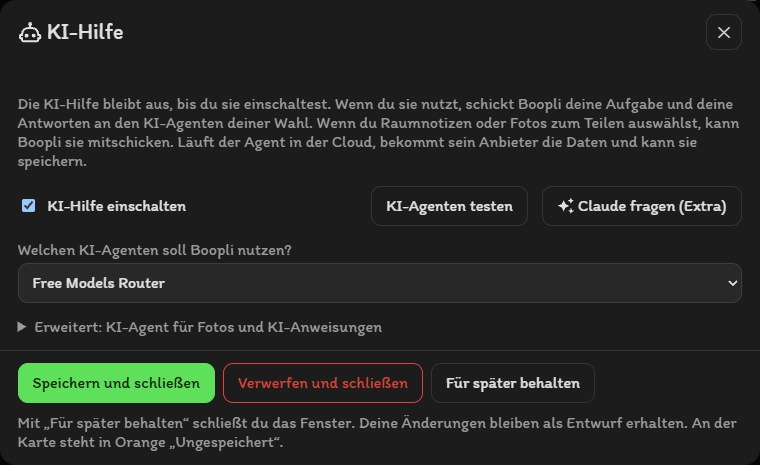 KI-Hilfe
Die KI-Hilfe bleibt aus, bis du sie einschaltest. Wenn du sie nutzt, schickt Boopli deine Aufgabe und deine
Antworten an den KI-Agenten deiner Wahl. Wenn du Raumnotizen oder Fotos zum Teilen auswählst, kann
Boopli sie mitschicken. Läuft der Agent in der Cloud, bekommt sein Anbieter die Daten und kann sie
speichern.
KI-Hilfe einschalten
KI-Agenten testen
Claude fragen (Extra)
Welchen KI-Agenten soll Boopli nutzen?
Free Models Router
Erweitert: KI-Agent für Fotos und KI-Anweisungen
Speichern und schließen
Verwerfen und schließen
Für später behalten
Mit „Für später behalten“ schließt du das Fenster. Deine Änderungen bleiben als Entwurf erhalten. An der
Karte steht in Orange „Ungespeichert“.